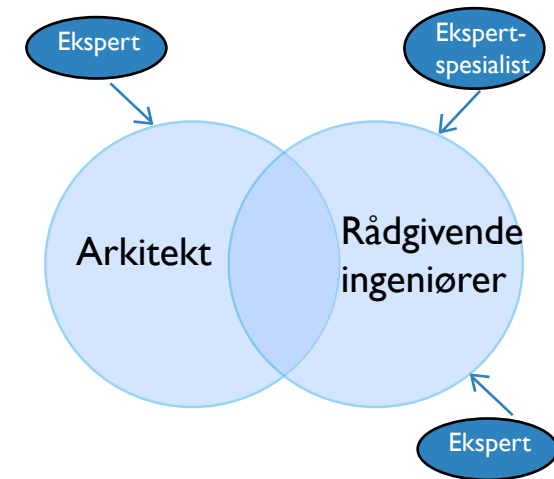 Ekspert
Ekspert-
spesialist
Arkitekt
Rådgivende
ingeniører
Ekspert